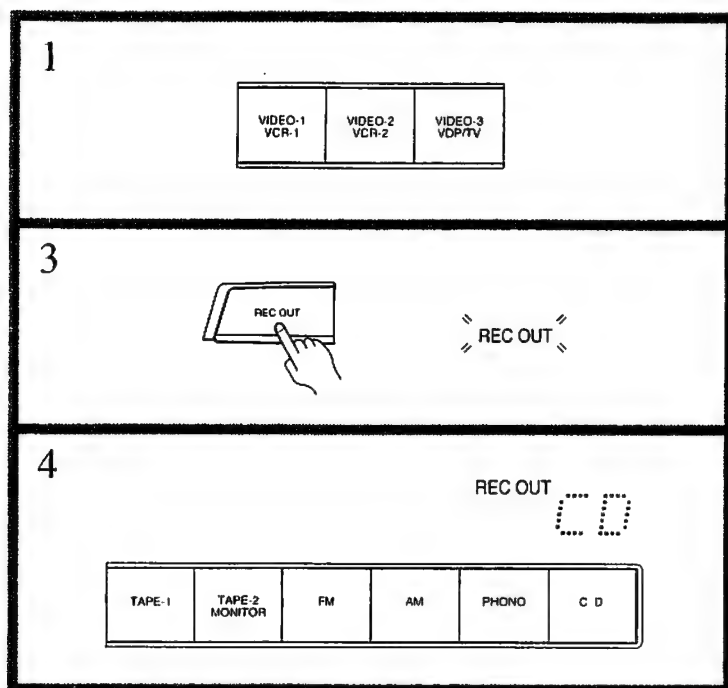 1
VIDEO-1 VIDEO-2 VIDEO-3
VCR-1 VCR-2 VDP/TV
3
REC OUT
REC OUT
4
REC OUT CD
TAPE-1 TAPE-2 MONITOR FM AM PHONO C D